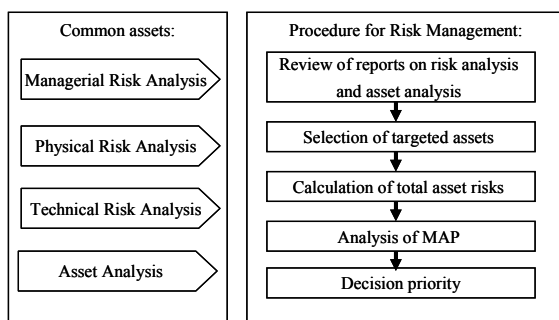 Common assets:
Managerial Risk Analysis
Physical Risk Analysis
Technical Risk Analysis
Asset Analysis
Procedure for Risk Management:
Review of reports on risk analysis
and asset analysis
Selection of targeted assets
Calculation of total asset risks
Analysis of MAP
Decision priority